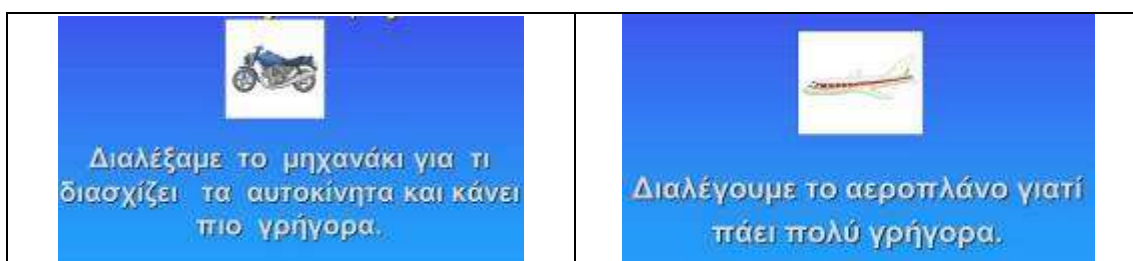 Διαλέξαμε το μηχανάκι για τι
διασχίζει τα αυτοκίνητα και κάνει
πιο γρήγορα.
Διαλέγουμε το αεροπλάνο γιατί
πάει πολύ γρήγορα.